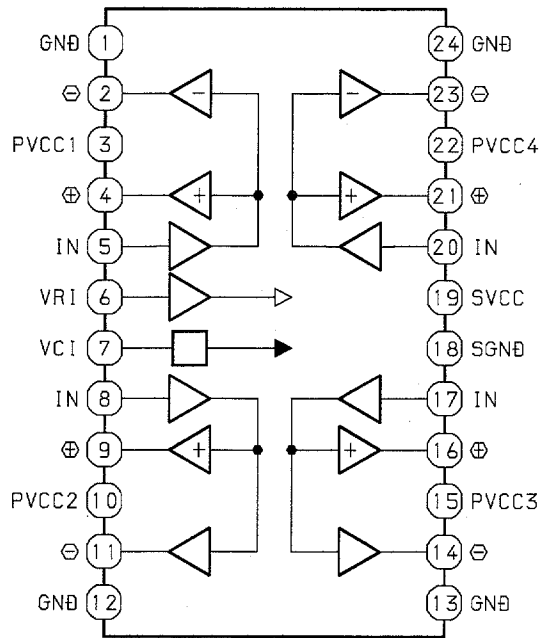 GND 1 24 GND
⊖ 2 - - 23 ⊖
PVCC1 3 22 PVCC4
⊕ 4 + + 21 ⊕
IN 5 20 IN
VRI 6 19 SVCC
VCI 7 18 SGND
IN 8 17 IN
⊕ 9 + + 16 ⊕
PVCC2 10 15 PVCC3
⊖ 11 14 ⊖
GND 12 13 GND